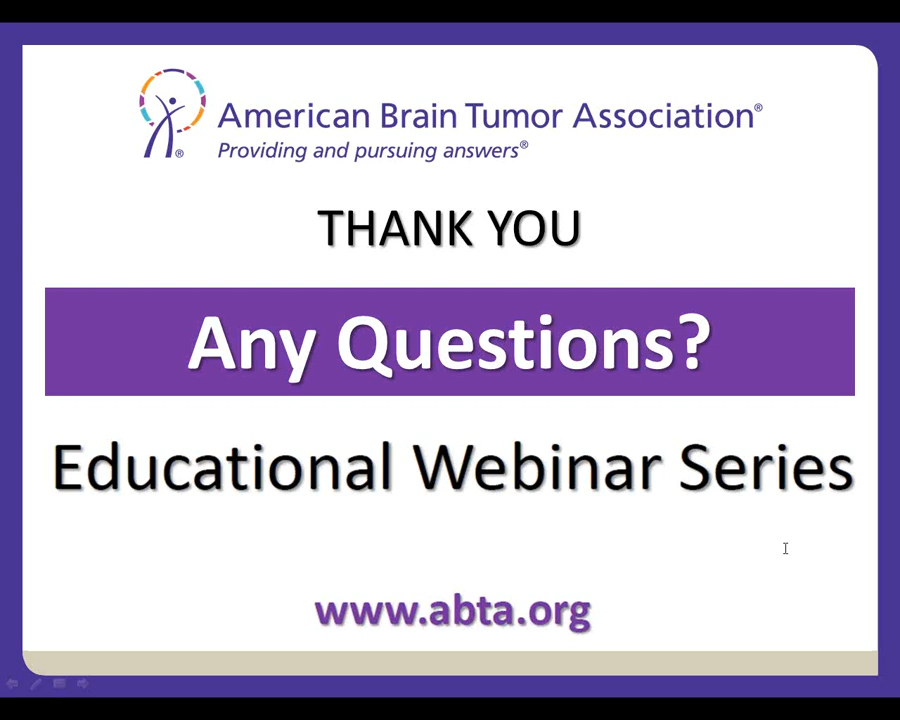 American Brain Tumor Association®
Providing and pursuing answers®
®
THANK YOU
Any Questions?
Educational Webinar Series
www.abta.org